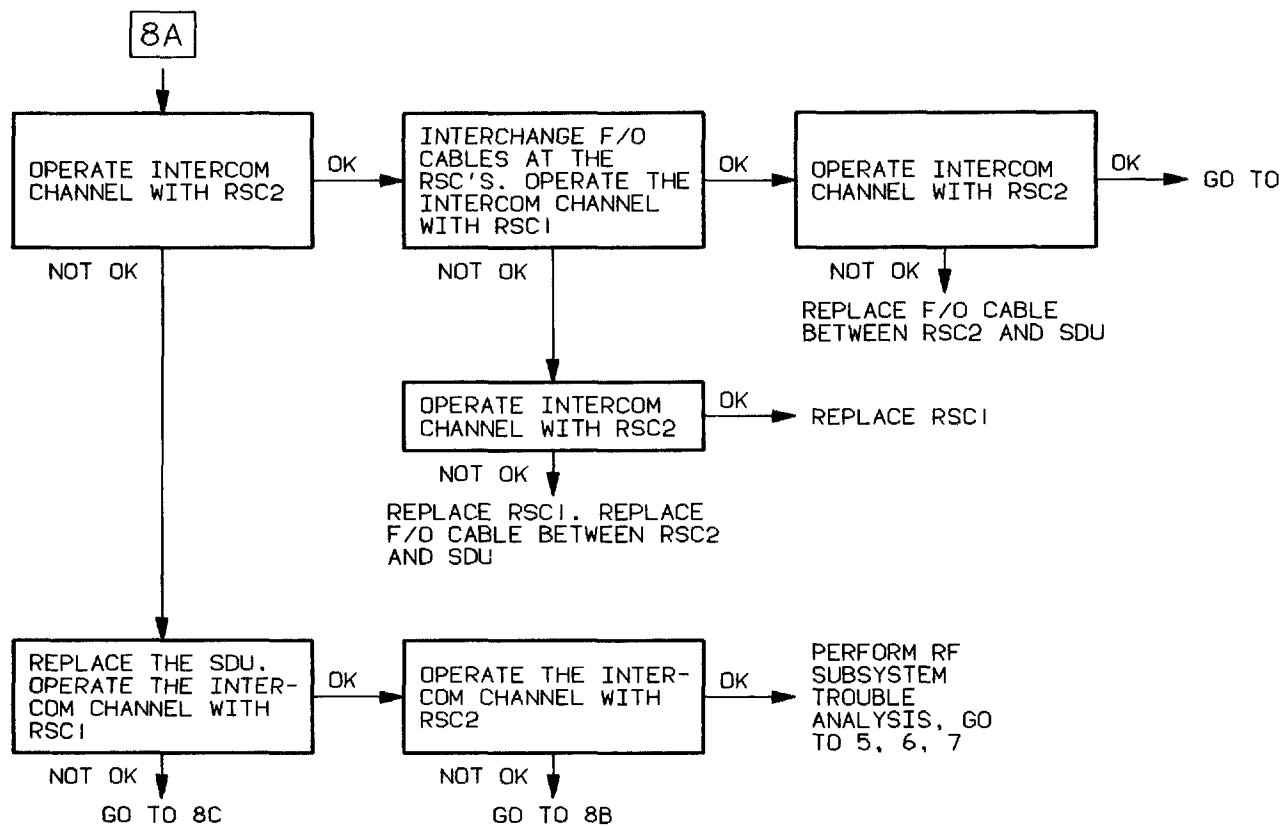 8A
OPERATE INTERCOM
CHANNEL WITH RSC2
OK
INTERCHANGE F/O
CABLES AT THE
RSC'S. OPERATE THE
INTERCOM CHANNEL
WITH RSC1
OK
OPERATE INTERCOM
CHANNEL WITH RSC2
OK
GO TO
NOT OK
NOT OK
NOT OK
REPLACE F/O CABLE
BETWEEN RSC2 AND SDU
OPERATE INTERCOM
CHANNEL WITH RSC2
OK
REPLACE RSC1
NOT OK
REPLACE RSC1. REPLACE
F/O CABLE BETWEEN RSC2
AND SDU
REPLACE THE SDU.
OPERATE THE INTER-
COM CHANNEL WITH
RSC1
OK
OPERATE THE INTER-
COM CHANNEL WITH
RSC2
OK
PERFORM RF
SUBSYSTEM
TROUBLE
ANALYSIS, GO
TO 5, 6, 7
NOT OK
GO TO 8C
NOT OK
GO TO 8B